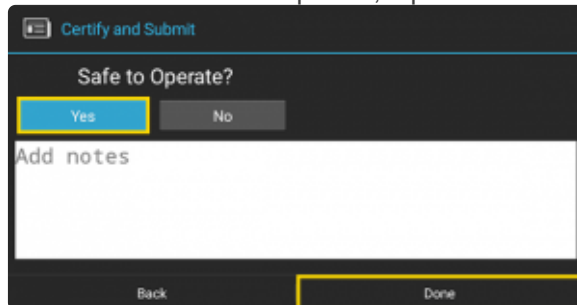 Certify and Submit
Safe to Operate?
Yes No
Add notes
Back Done